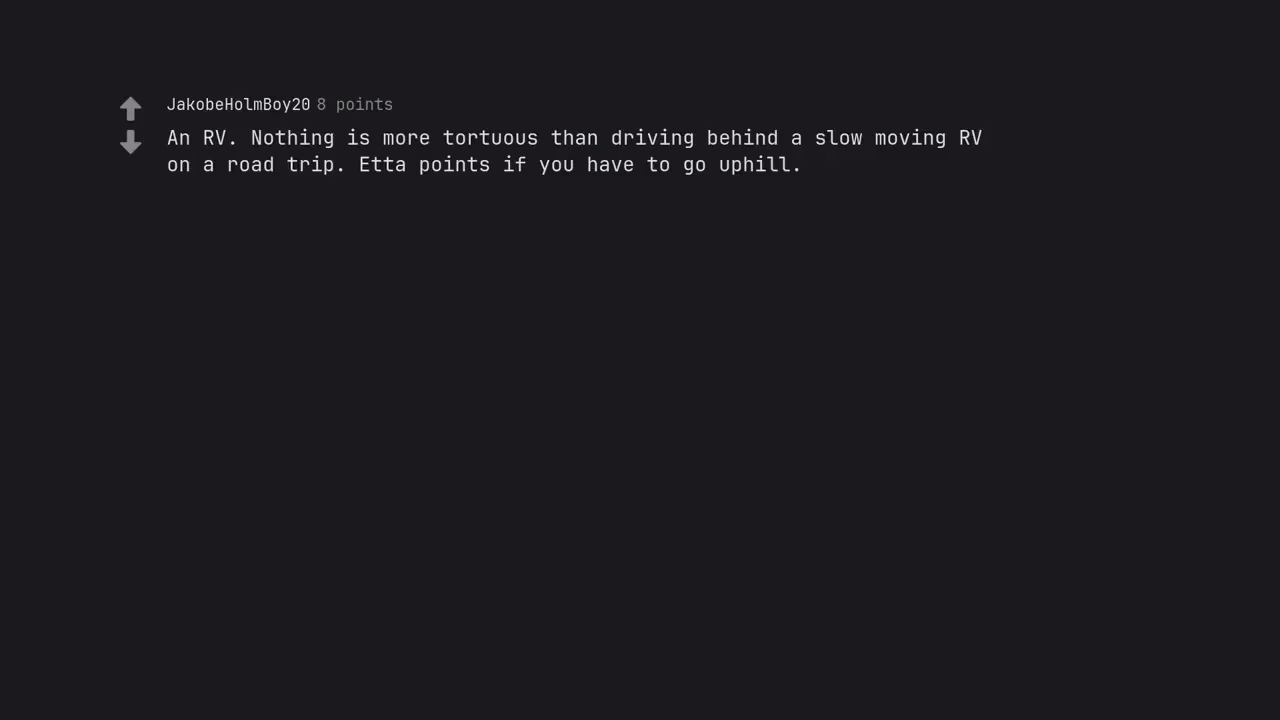 JakobeHolmBoy20 8 points
An RV. Nothing is more tortuous than driving behind a slow moving RV
on a road trip. Etta points if you have to go uphill.